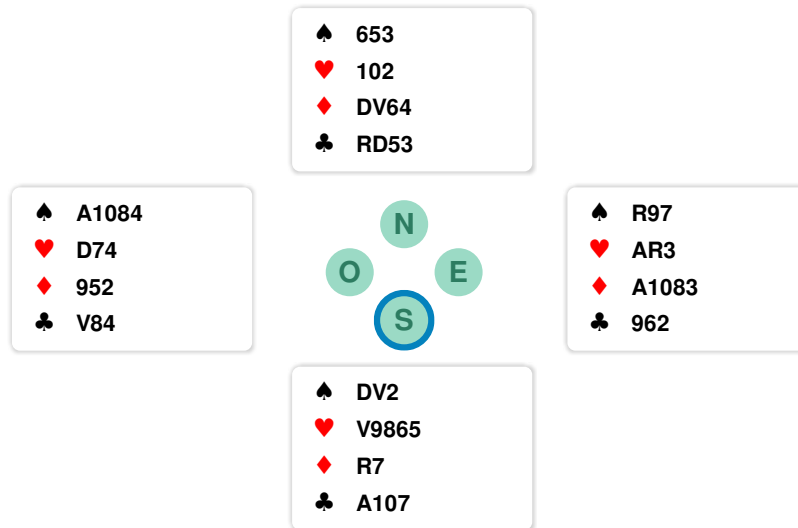 ♠ 653
♥ 102
♦ DV64
♣ RD53
♠ A1084
♥ D74
♦ 952
♣ V84
N
O E
S
♠ R97
♥ AR3
♦ A1083
♣ 962
♠ DV2
♥ V9865
♦ R7
♣ A107